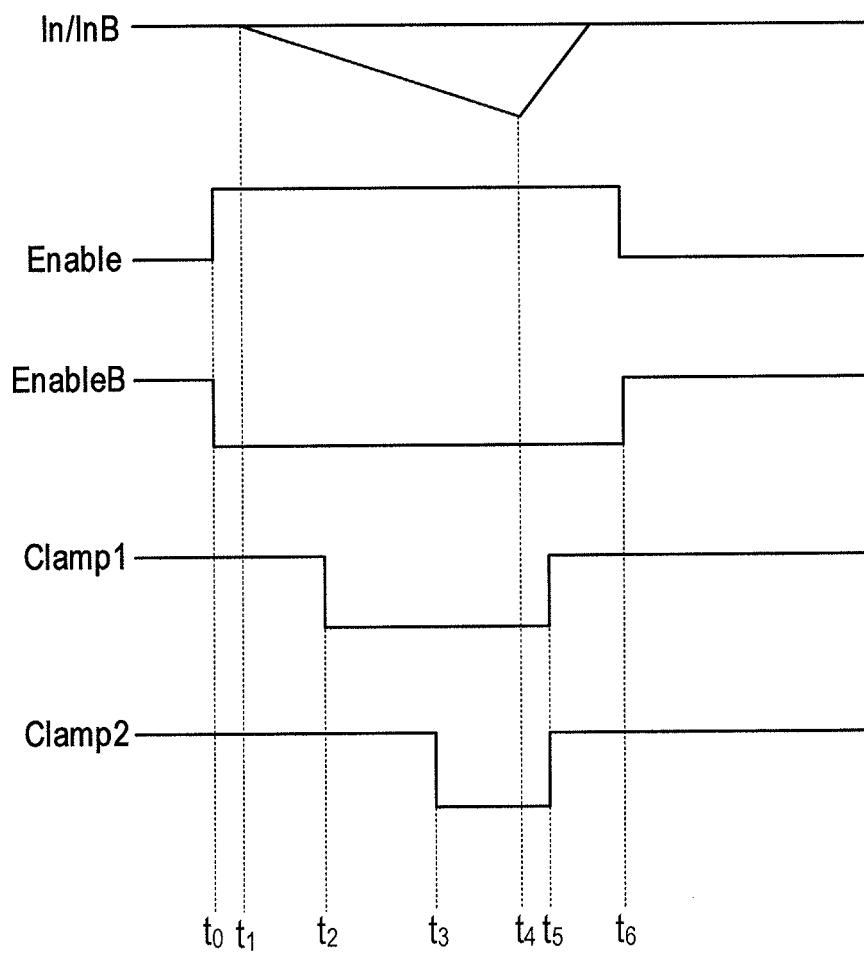 In/InB
Enable
EnableB
Clamp1
Clamp2
t0 t1 t2 t3 t4 t5 t6